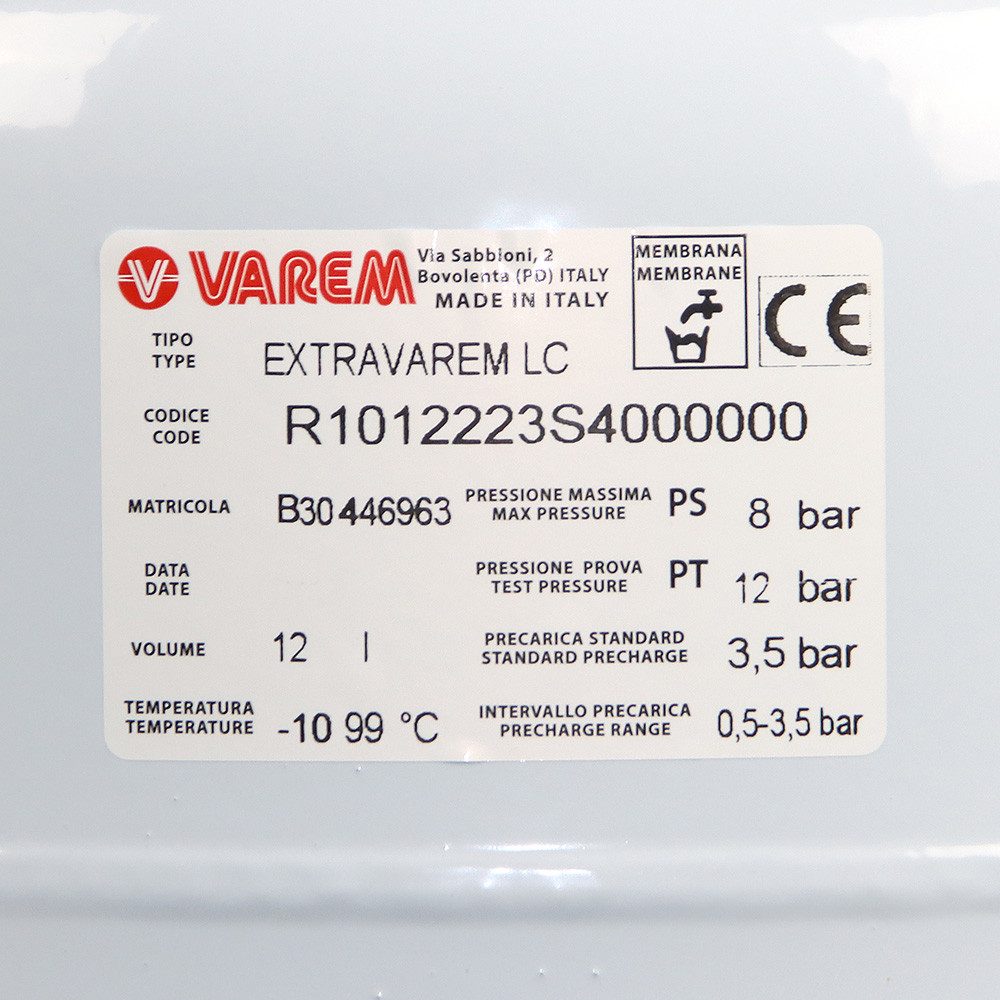 VAREM
Via Sabbioni, 2
Bovolenta (PD) ITALY
MADE IN ITALY
MEMBRANA
MEMBRANE
CE
TIPO
TYPE
EXTRAVAREM LC
CODICE
CODE
R1012223S4000000
MATRICOLA
B30446963
PRESSIONE MASSIMA
MAX PRESSURE
PS
8 bar
DATA
DATE
PRESSIONE PROVA
TEST PRESSURE
PT
12 bar
VOLUME
12 l
PRECARICA STANDARD
STANDARD PRECHARGE
3,5 bar
TEMPERATURA
TEMPERATURE
-10 99 °C
INTERVALLO PRECARICA
PRECHARGE RANGE
0,5-3,5 bar